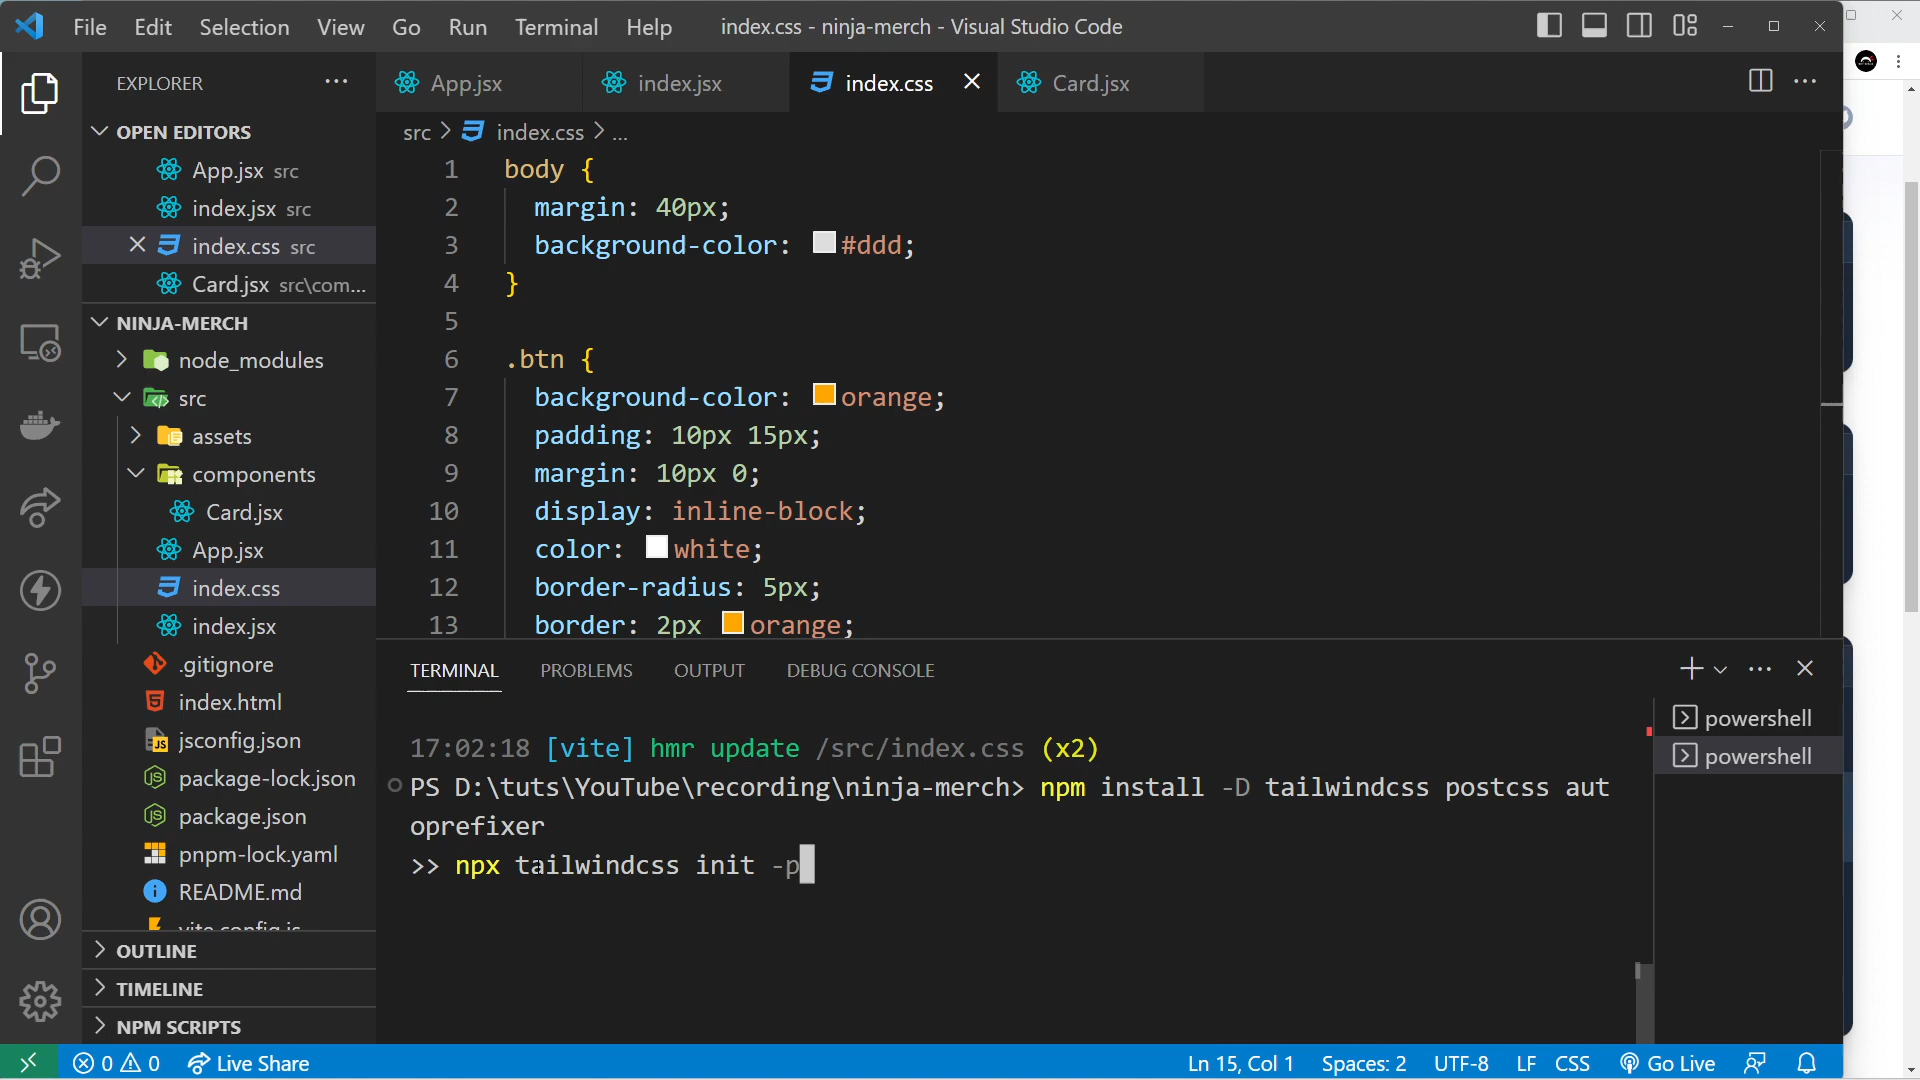 File Edit Selection View Go Run Terminal Help index.css - ninja-merch - Visual Studio Code
EXPLORER
OPEN EDITORS
App.jsx src
index.jsx src
index.css src
Card.jsx src\com...
NINJA-MERCH
node_modules
src
assets
components
Card.jsx
App.jsx
index.css
index.jsx
.gitignore
index.html
jsconfig.json
package-lock.json
package.json
pnpm-lock.yaml
README.md
vite.config.js
OUTLINE
TIMELINE
NPM SCRIPTS
App.jsx index.jsx index.css Card.jsx
src > index.css > ...
1 body {
2 margin: 40px;
3 background-color: #ddd;
4 }
5
6 .btn {
7 background-color: orange;
8 padding: 10px 15px;
9 margin: 10px 0;
10 display: inline-block;
11 color: white;
12 border-radius: 5px;
13 border: 2px orange;
TERMINAL PROBLEMS OUTPUT DEBUG CONSOLE
17:02:18 [vite] hmr update /src/index.css (x2)
PS D:\tuts\YouTube\recording\ninja-merch> npm install -D tailwindcss postcss aut
oprefixer
>> npx tailwindcss init -p
powershell
powershell
0 0 Live Share Ln 15, Col 1 Spaces: 2 UTF-8 LF CSS Go Live